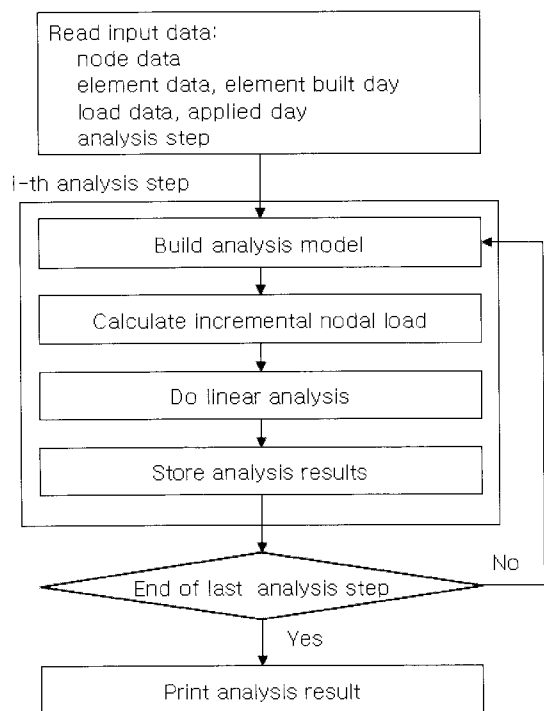 Read input data:
node data
element data, element built day
load data, applied day
analysis step
i-th analysis step
Build analysis model
Calculate incremental nodal load
Do linear analysis
Store analysis results
End of last analysis step
No
Yes
Print analysis result